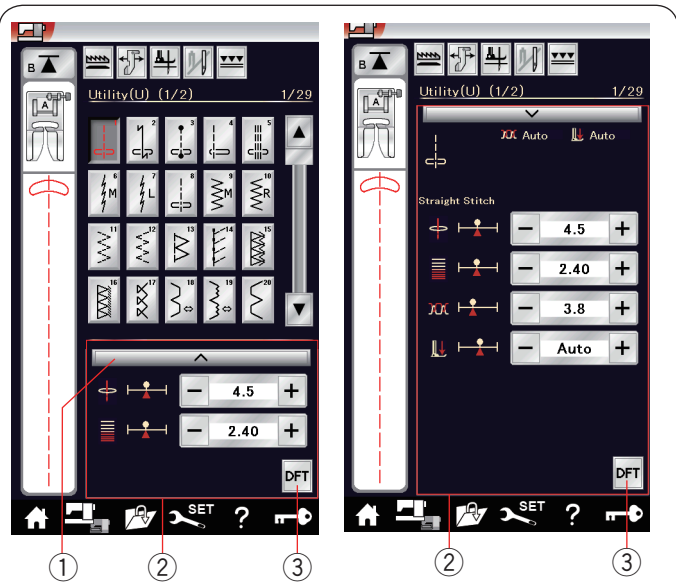 B
A
Utility(U) (1/2) 1/29
2 3 4 5
6 M 7 L 8 9 M 10 R
11 12 13 14 15
16 17 18 19 20
− 4.5 +
− 2.40 +
DFT
SET ?
① ② ③
B
A
Utility(U) (1/2) 1/29
Auto Auto
Straight Stitch
− 4.5 +
− 2.40 +
− 3.8 +
− Auto +
DFT
SET ?
② ③